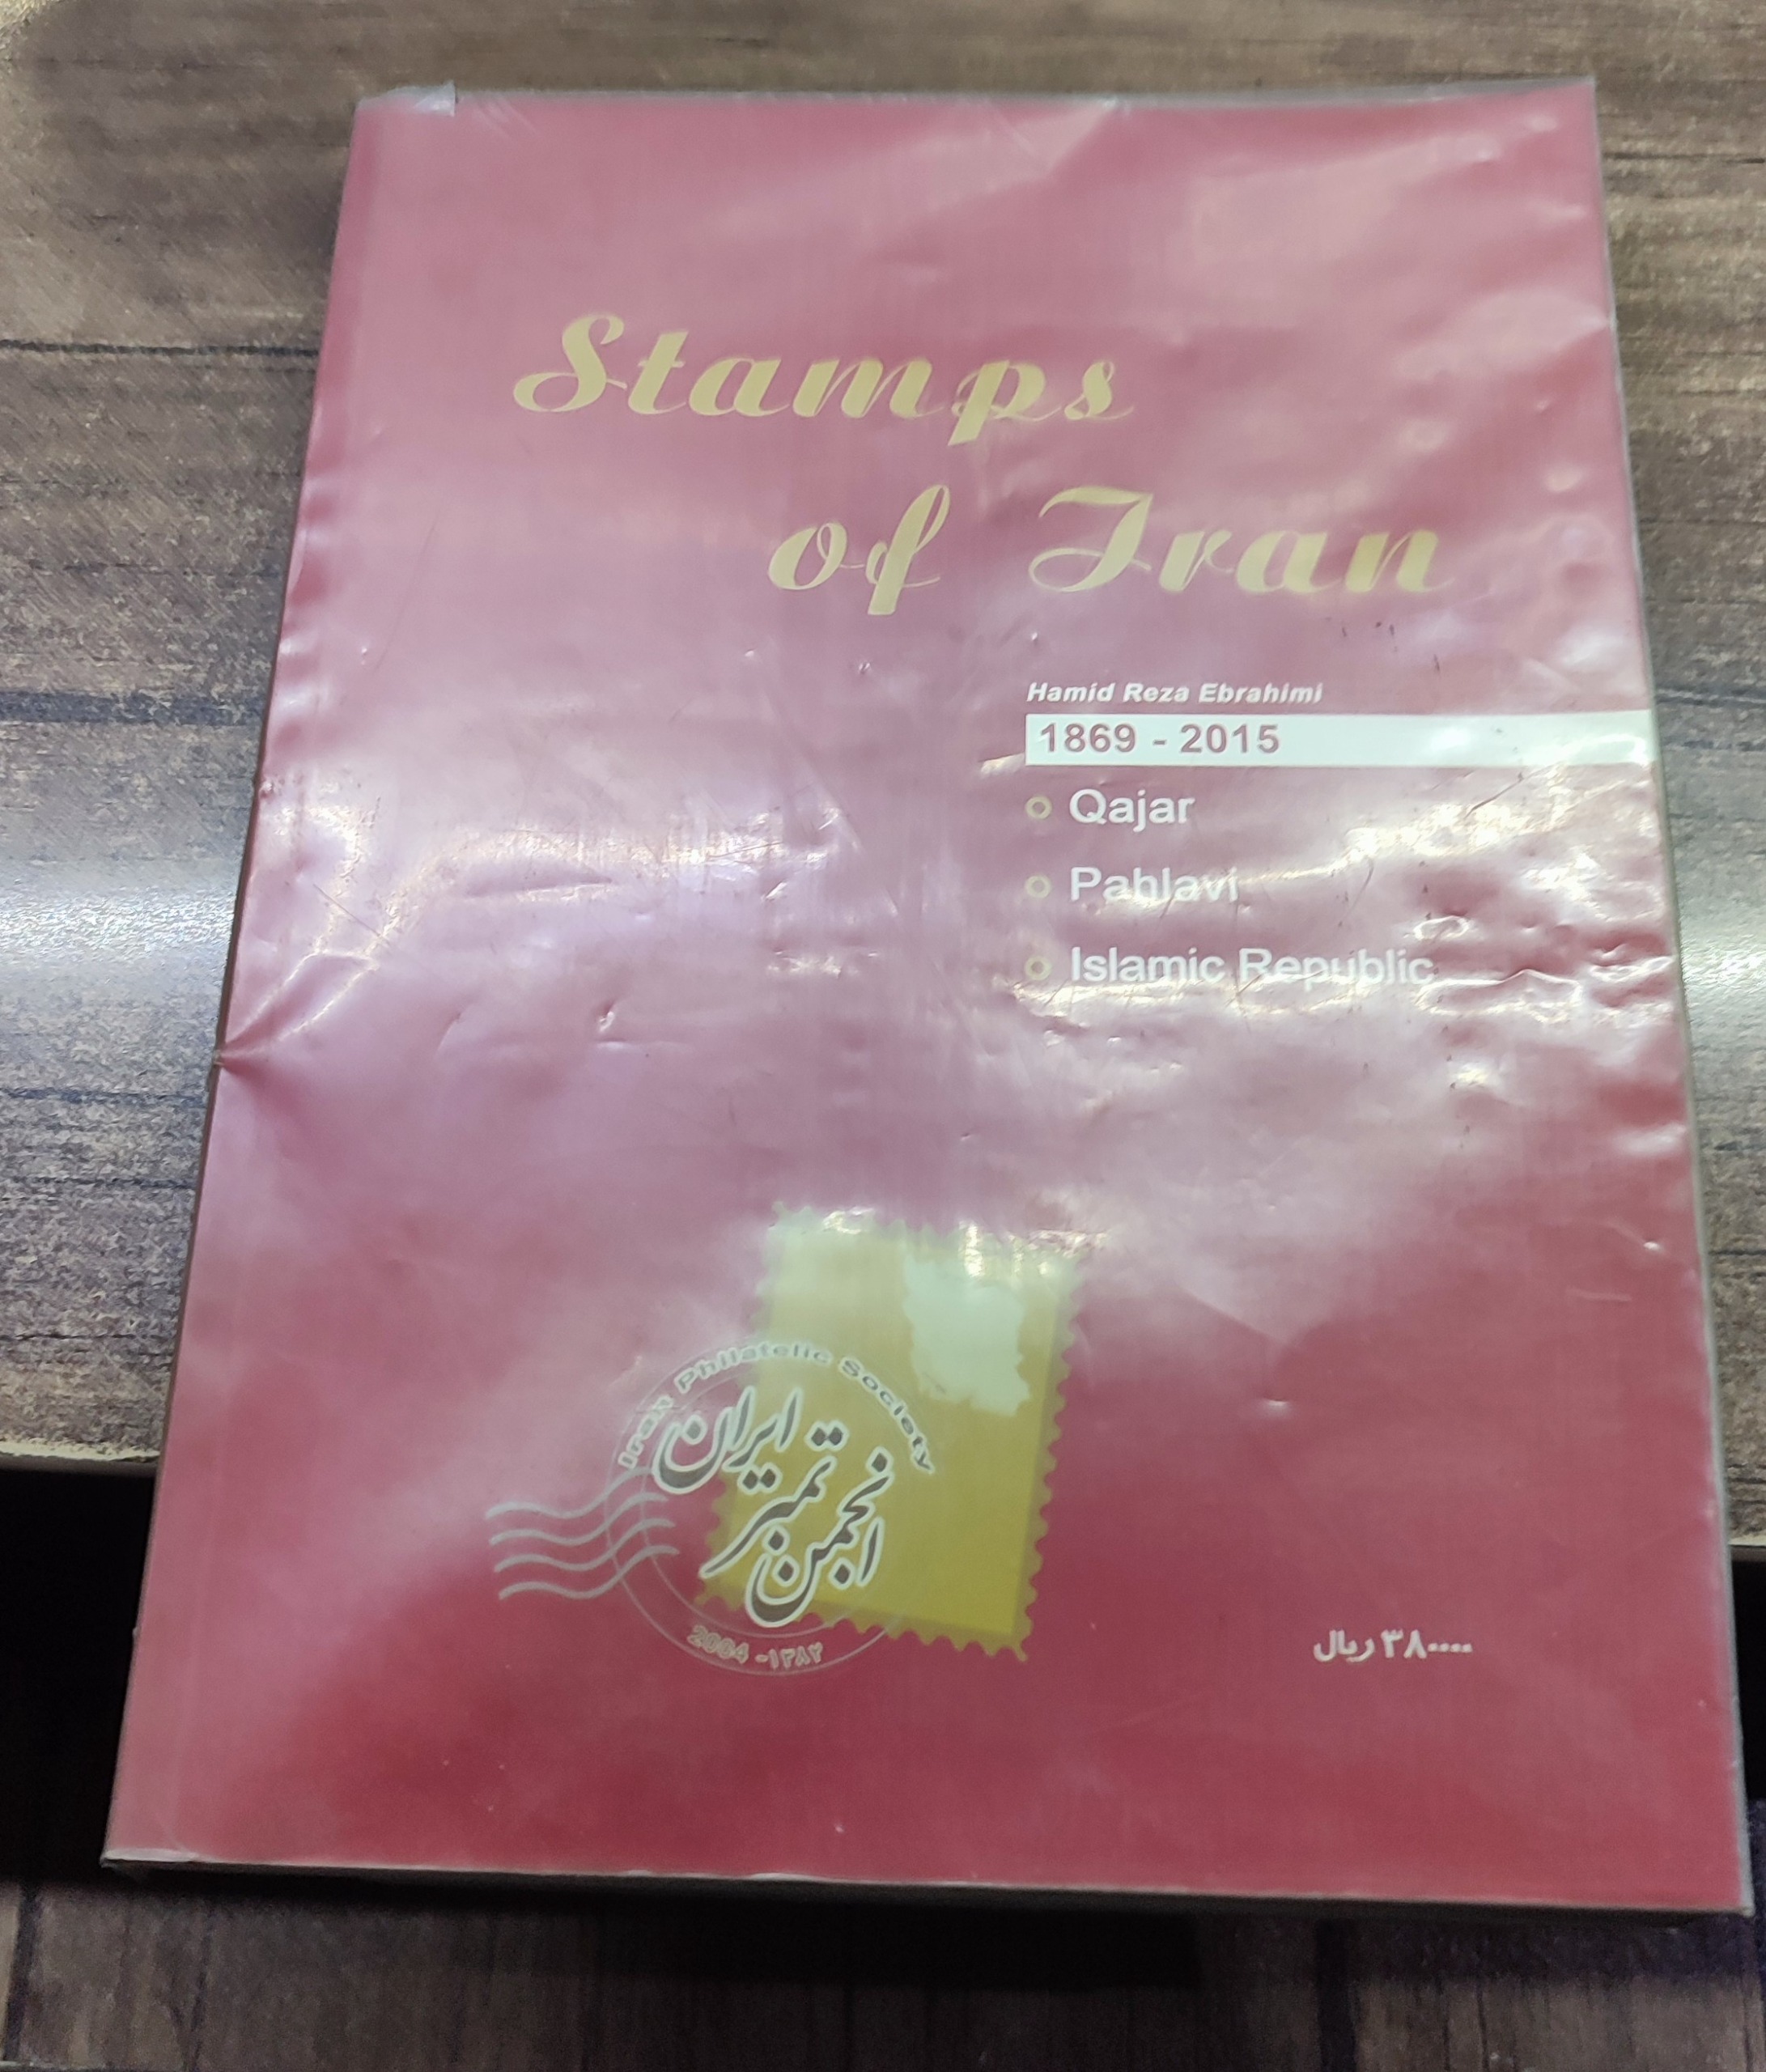 Stamps
of Iran
Hamid Reza Ebrahimi
1869 - 2015
Qajar
Pahlavi
Islamic Republic
Iran Philatelic Society
انجمن تمبر ایران
2004 - ۱۳۸۲
۳۸۰۰۰۰ ریال